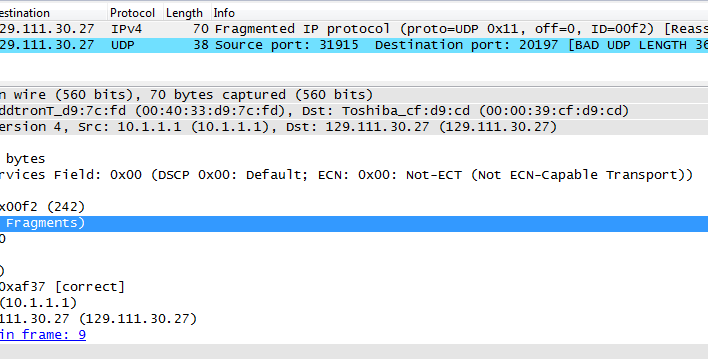 estination Protocol Length Info
29.111.30.27 IPv4 70 Fragmented IP protocol (proto=UDP 0x11, off=0, ID=00f2) [Reass
29.111.30.27 UDP 38 Source port: 31915 Destination port: 20197 [BAD UDP LENGTH 36
n wire (560 bits), 70 bytes captured (560 bits)
ddtronT_d9:7c:fd (00:40:33:d9:7c:fd), Dst: Toshiba_cf:d9:cd (00:00:39:cf:d9:cd)
ersion 4, Src: 10.1.1.1 (10.1.1.1), Dst: 129.111.30.27 (129.111.30.27)
bytes
rvices Field: 0x00 (DSCP 0x00: Default; ECN: 0x00: Not-ECT (Not ECN-Capable Transport))
x00f2 (242)
Fragments)
0
)
0xaf37 [correct]
(10.1.1.1)
111.30.27 (129.111.30.27)
in frame: 9